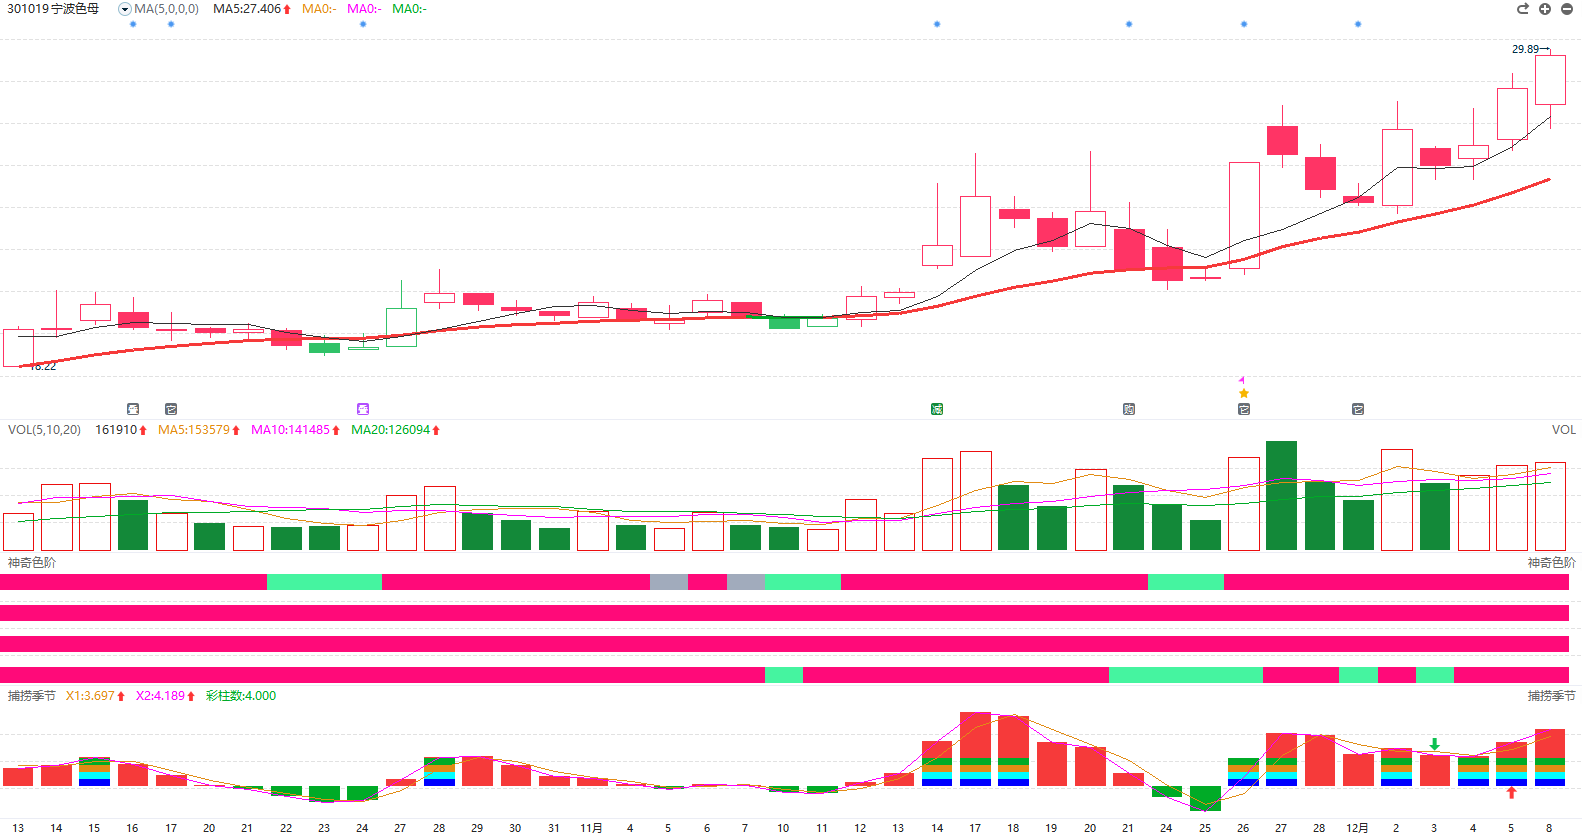 301019 宁波色母 MA(5,0,0,0) MA5:27.406 MA0:- MA0:- MA0:-
29.89
18.22
它 减 购 它 它
VOL(5,10,20) 161910 MA5:153579 MA10:141485 MA20:126094 VOL
神奇色阶 神奇色阶
捕捞季节 X1:3.697 X2:4.189 彩柱数:4.000 捕捞季节
13 14 15 16 17 20 21 22 23 24 27 28 29 30 31 11月 4 5 6 7 10 11 12 13 14 17 18 19 20 21 24 25 26 27 28 12月 2 3 4 5 8